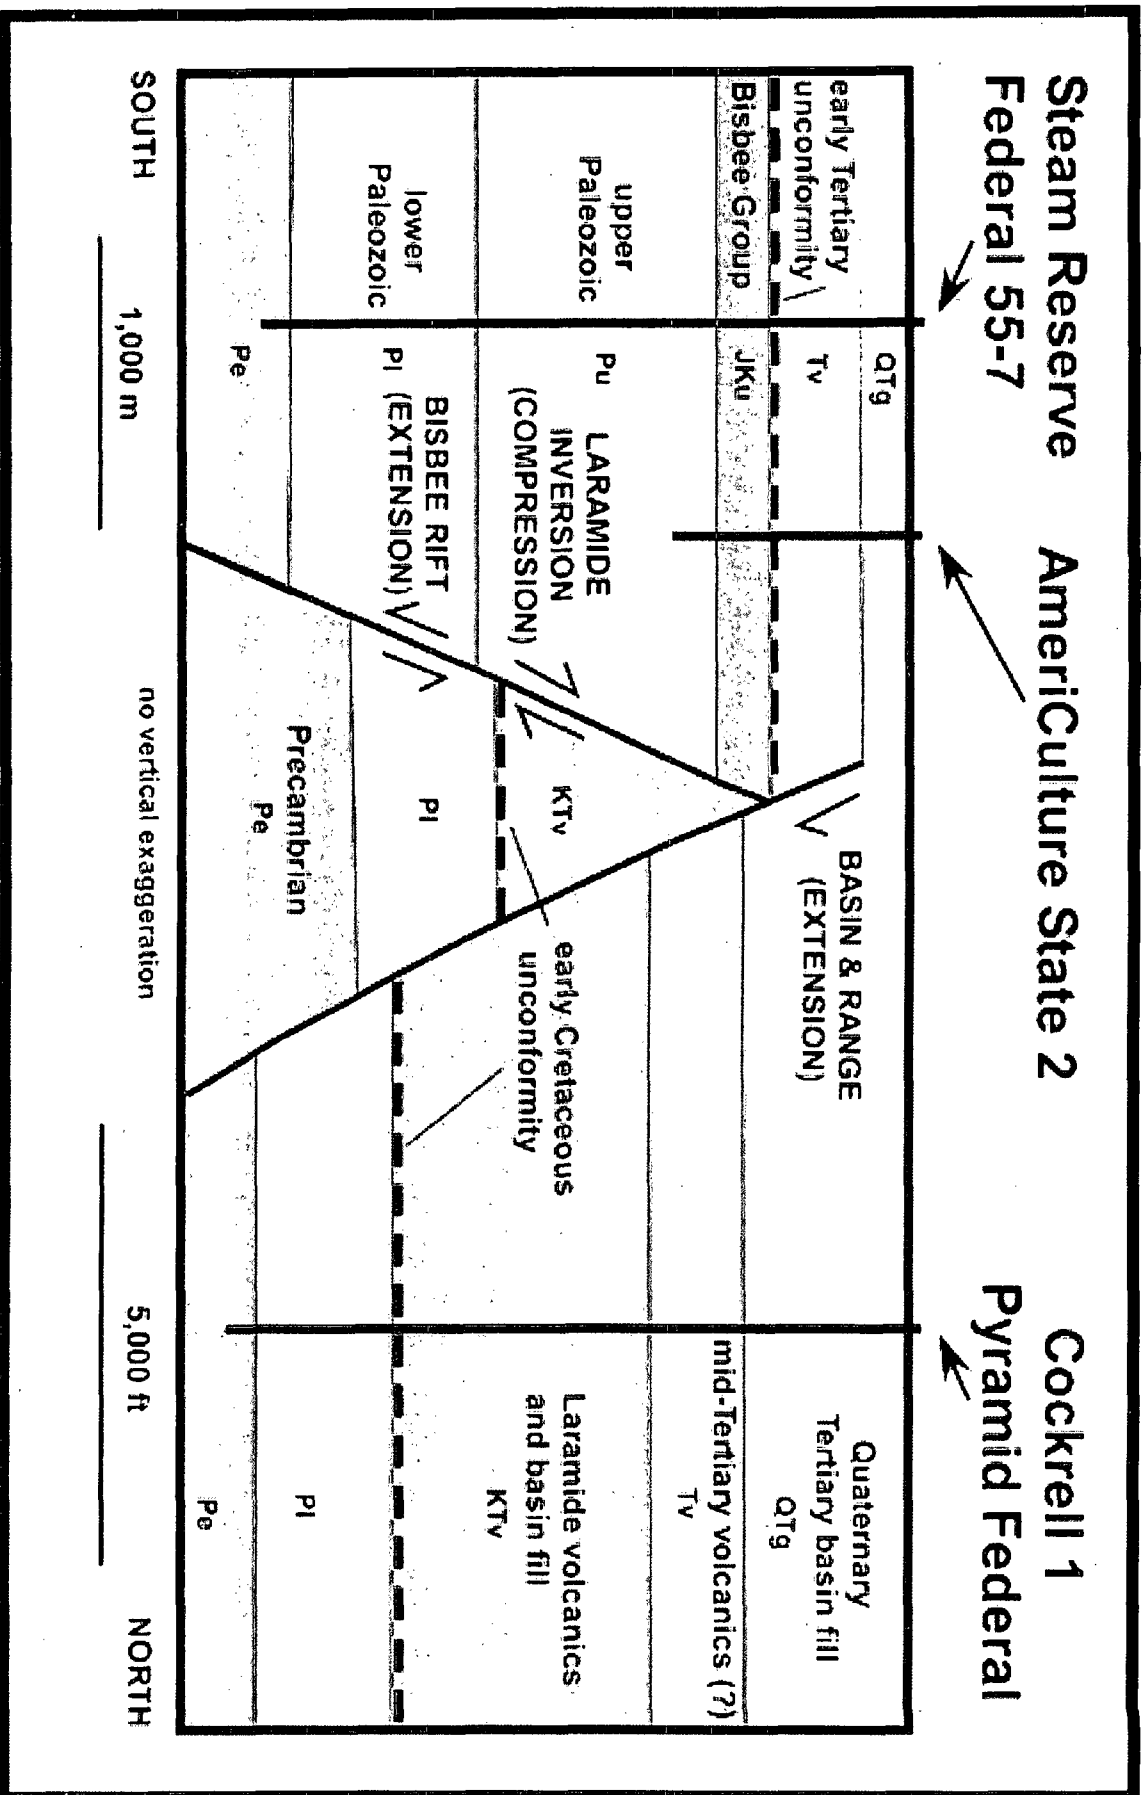 Steam Reserve
Federal 55-7
AmeriCulture State 2
Cockrell 1
Pyramid Federal
early Tertiary
unconformity
QTg
Tv
Bisbee Group
JKu
upper
Paleozoic
Pu
LARAMIDE
INVERSION
(COMPRESSION)
lower
Paleozoic
Pl
BISBEE RIFT
(EXTENSION)
Pe
BASIN & RANGE
(EXTENSION)
KTv
early Cretaceous
unconformity
Pl
Precambrian
Pe
Quaternary
Tertiary basin fill
QTg
mid-Tertiary volcanics (?)
Tv
Laramide volcanics
and basin fill
KTv
Pl
Pe
SOUTH
1,000 m
no vertical exaggeration
5,000 ft
NORTH